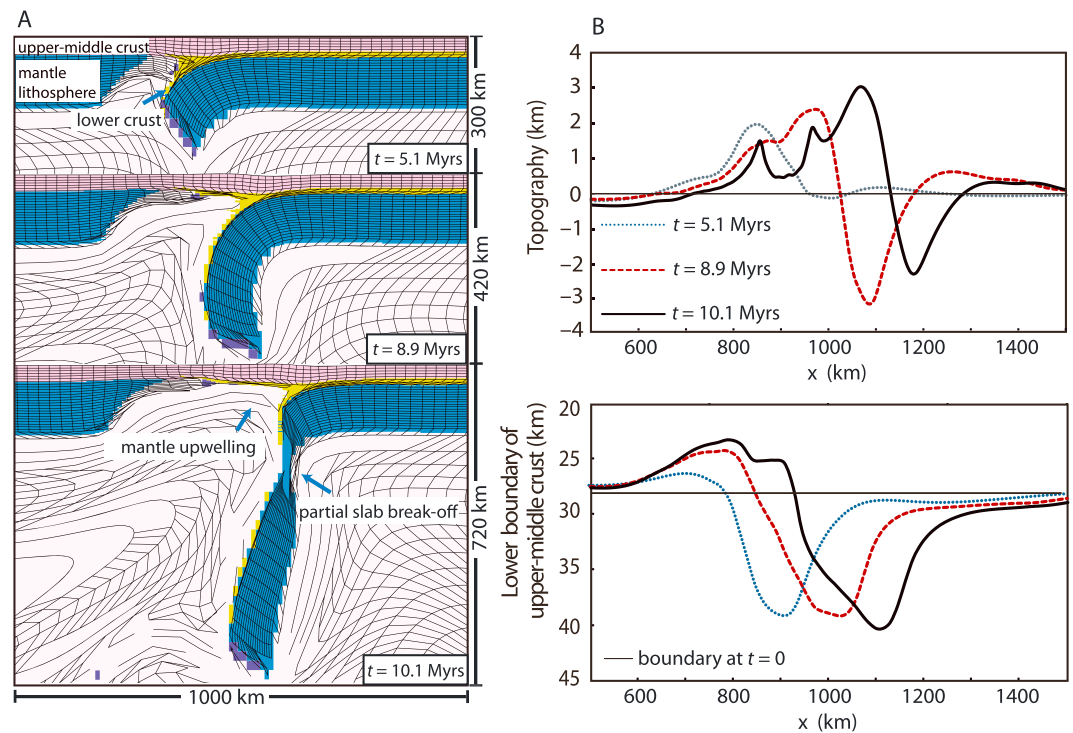 A
upper-middle crust
mantle
lithosphere
lower crust
t = 5.1 Myrs
300 km
t = 8.9 Myrs
420 km
mantle upwelling
partial slab break-off
t = 10.1 Myrs
720 km
1000 km
B
Topography (km)
4
3
2
1
0
−1
−2
−3
−4
t = 5.1 Myrs
t = 8.9 Myrs
t = 10.1 Myrs
600 800 1000 1200 1400
x (km)
Lower boundary of
upper-middle crust (km)
20
25
30
35
40
45
boundary at t = 0
600 800 1000 1200 1400
x (km)